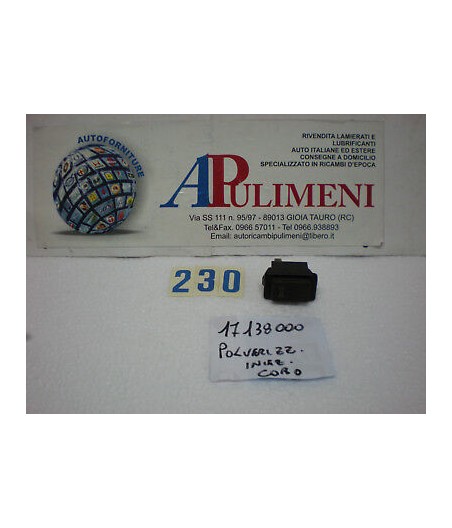 AUTOFORNITURE
APULIMENI
RIVENDITA LAMIERATI E
LUBRIFICANTI
AUTO ITALIANE ED ESTERE
CONSEGNE A DOMICILIO
SPECIALIZZATO IN RICAMBI D'EPOCA
Via SS 111 n. 95/97 - 89013 GIOIA TAURO (RC)
Tel&Fax. 0966 57011 - Tel 0966.938893
Email: autoricambipulimeni@libero.it
230
17138000
POLVERIZZ.
INIEZ.
CORO